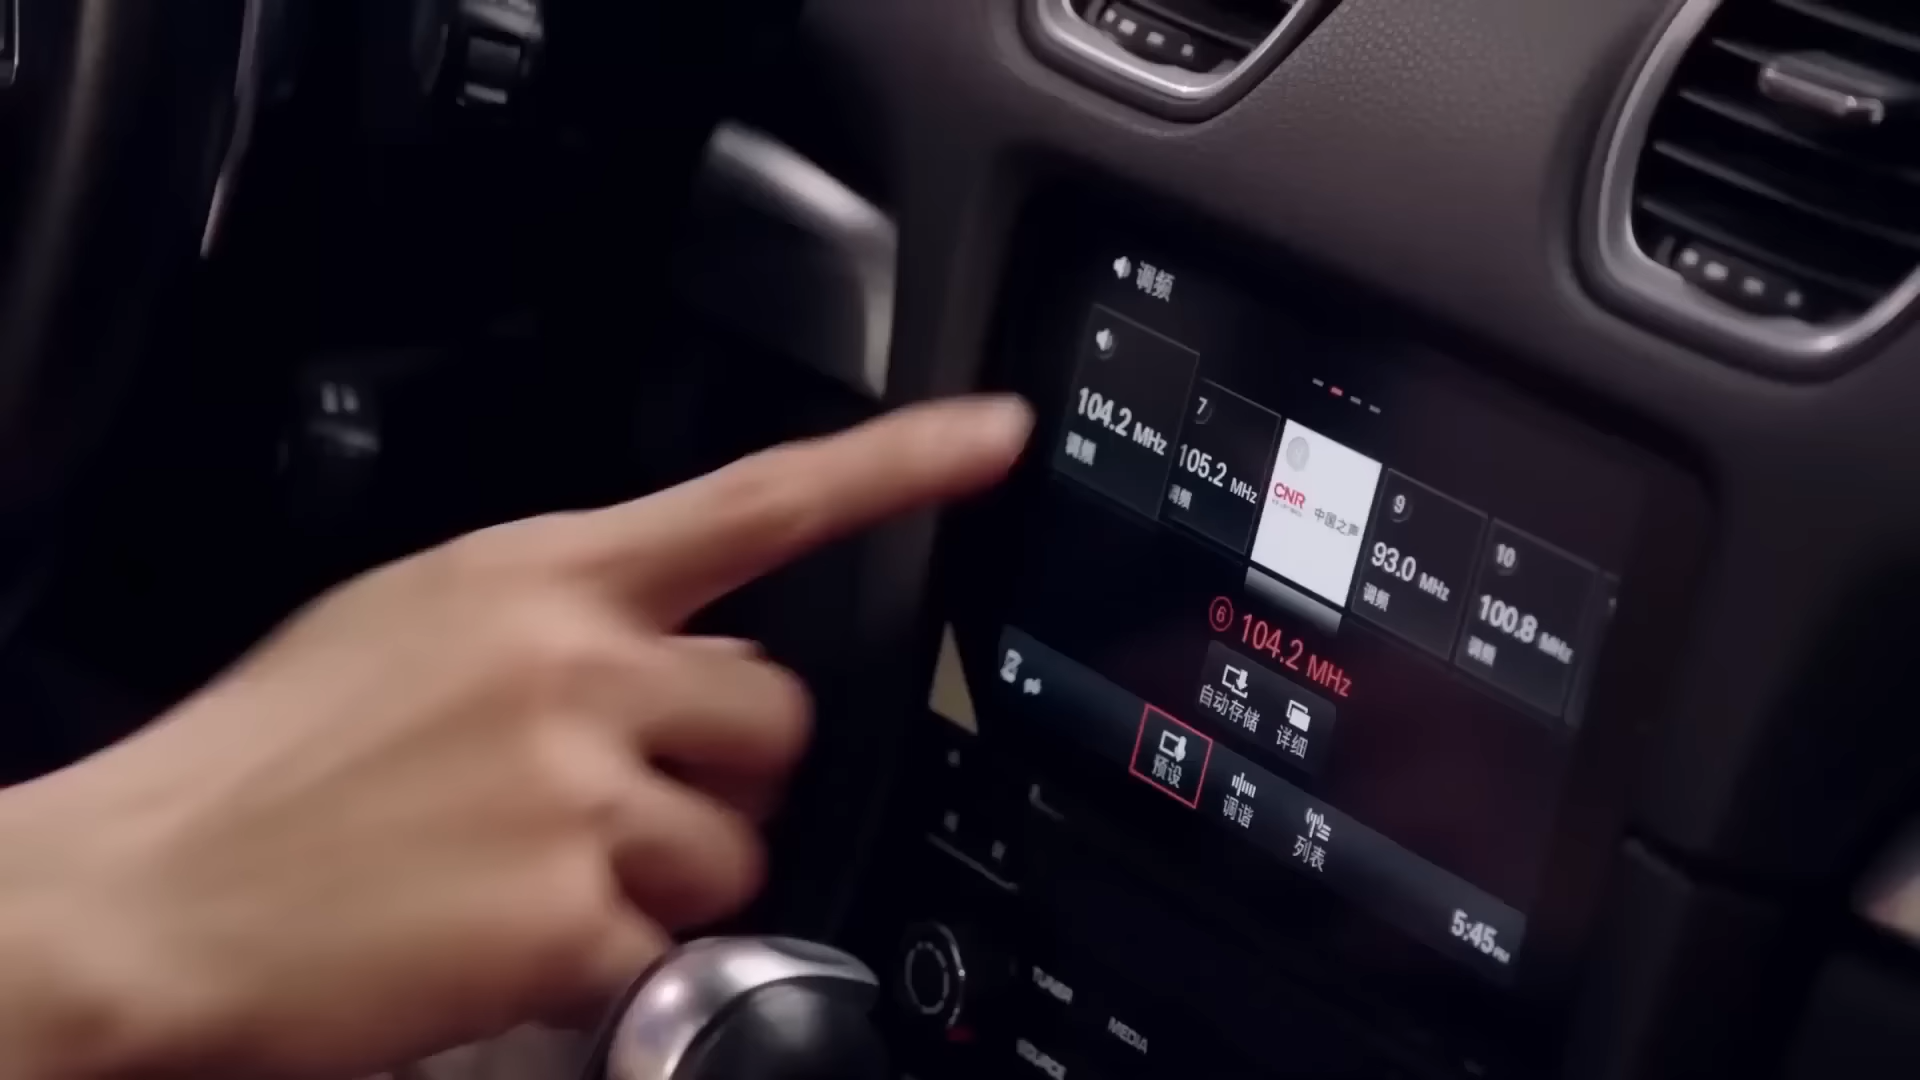 调频
104.2 MHz
调频
7
105.2 MHz
调频
CNR 中国之声
9
93.0 MHz
调频
10
100.8 MHz
调频
6 104.2 MHz
自动存储
详细
预设
调谐
列表
5:45 PM
TUNER
MEDIA
SOURCE